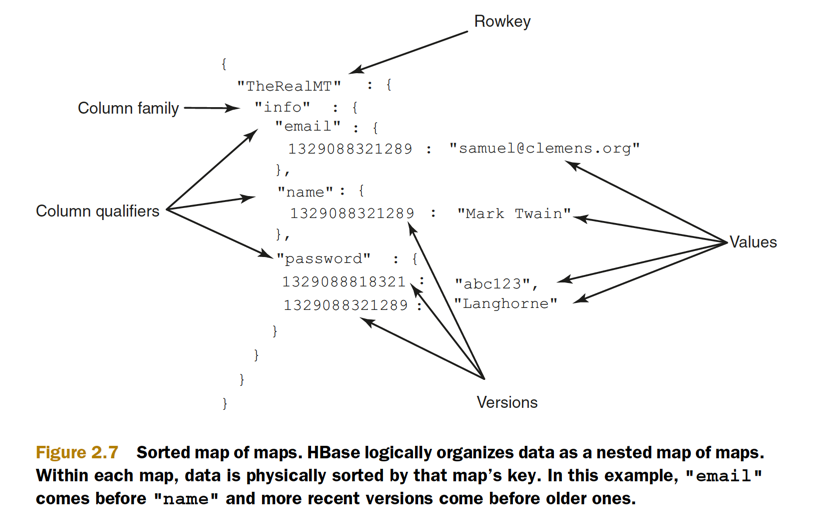 Rowkey
{
"TheRealMT" : {
Column family
"info" : {
"email" : {
1329088321289 : "samuel@clemens.org"
},
"name" : {
Column qualifiers
1329088321289 : "Mark Twain"
},
Values
"password" : {
1329088818321 : "abc123",
1329088321289 : "Langhorne"
}
}
}
}
Versions
Figure 2.7 Sorted map of maps. HBase logically organizes data as a nested map of maps.
Within each map, data is physically sorted by that map's key. In this example, "email"
comes before "name" and more recent versions come before older ones.